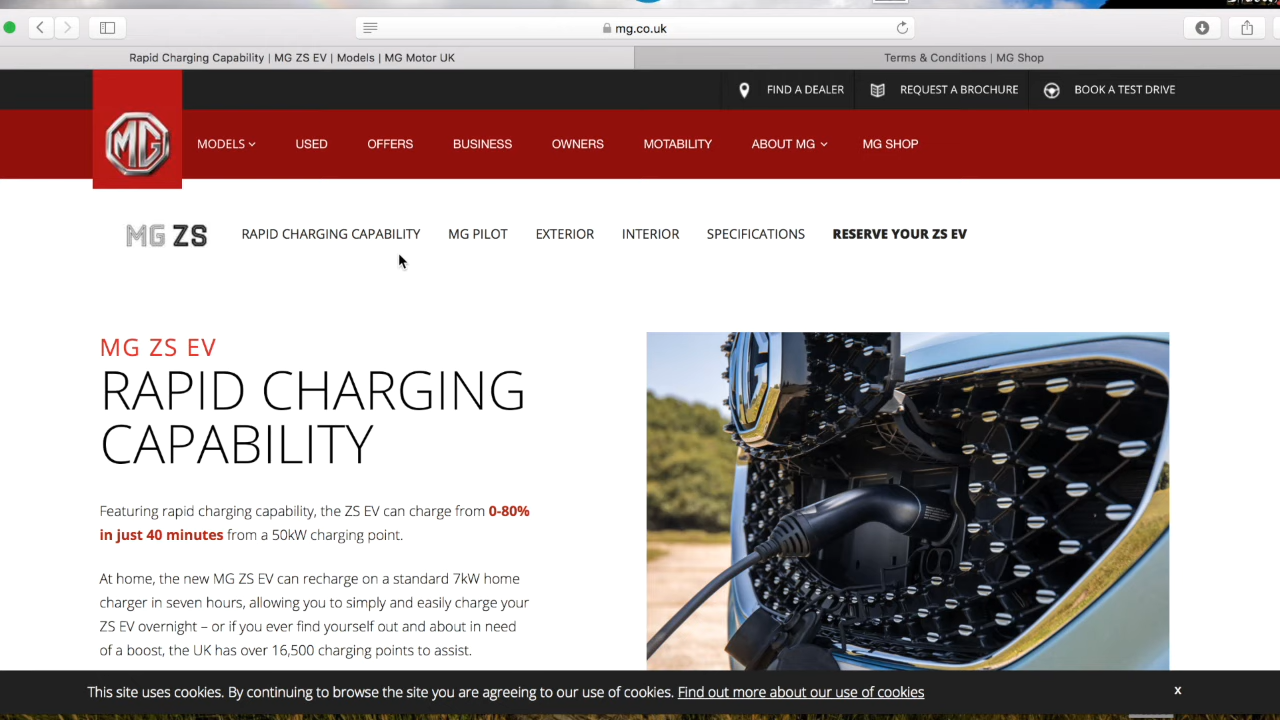 mg.co.uk
Rapid Charging Capability | MG ZS EV | Models | MG Motor UK
Terms & Conditions | MG Shop
FIND A DEALER
REQUEST A BROCHURE
BOOK A TEST DRIVE
MG
MODELS
USED
OFFERS
BUSINESS
OWNERS
MOTABILITY
ABOUT MG
MG SHOP
MG ZS
RAPID CHARGING CAPABILITY
MG PILOT
EXTERIOR
INTERIOR
SPECIFICATIONS
RESERVE YOUR ZS EV
MG ZS EV
RAPID CHARGING
CAPABILITY
Featuring rapid charging capability, the ZS EV can charge from 0-80%
in just 40 minutes from a 50kW charging point.
At home, the new MG ZS EV can recharge on a standard 7kW home
charger in seven hours, allowing you to simply and easily charge your
ZS EV overnight – or if you ever find yourself out and about in need
of a boost, the UK has over 16,500 charging points to assist.
This site uses cookies. By continuing to browse the site you are agreeing to our use of cookies. Find out more about our use of cookies
x